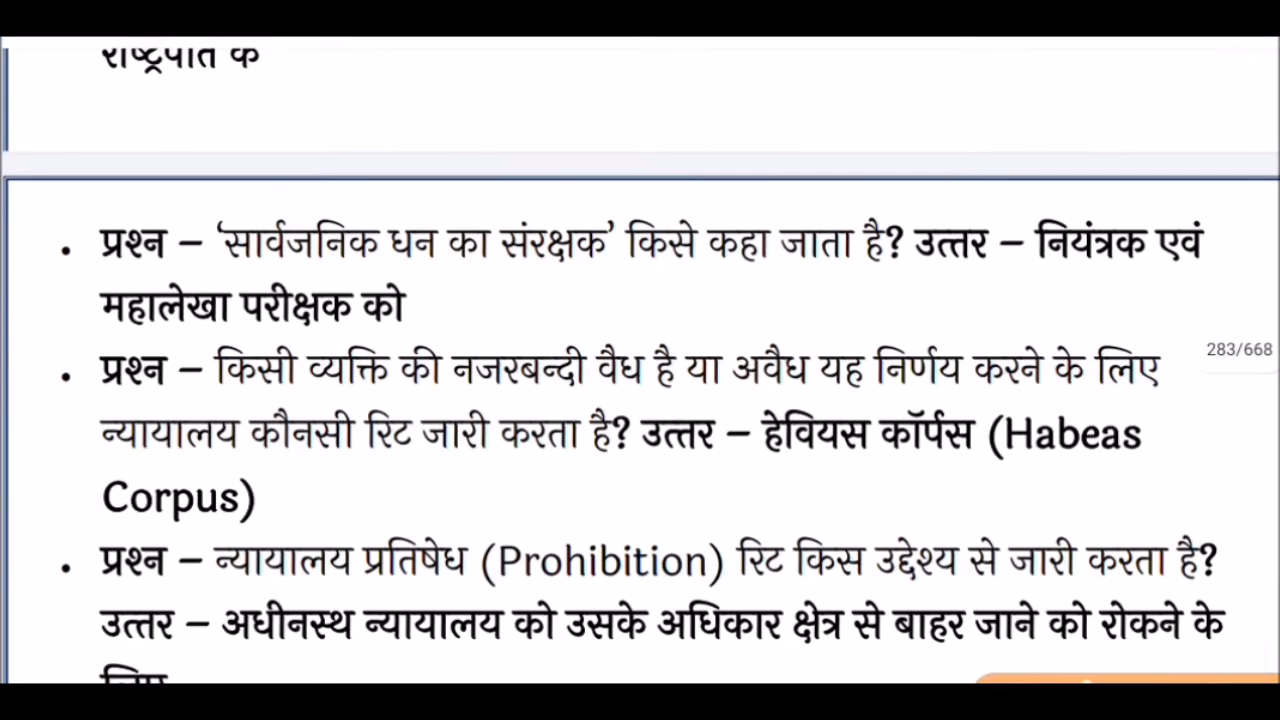 राष्ट्रपति के
प्रश्न – ‘सार्वजनिक धन का संरक्षक’ किसे कहा जाता है? उत्तर – नियंत्रक एवं
महालेखा परीक्षक को
283/668
प्रश्न – किसी व्यक्ति की नजरबन्दी वैध है या अवैध यह निर्णय करने के लिए
न्यायालय कौनसी रिट जारी करता है? उत्तर – हेवियस कॉर्पस (Habeas
Corpus)
प्रश्न – न्यायालय प्रतिषेध (Prohibition) रिट किस उद्देश्य से जारी करता है?
उत्तर – अधीनस्थ न्यायालय को उसके अधिकार क्षेत्र से बाहर जाने को रोकने के
लिए